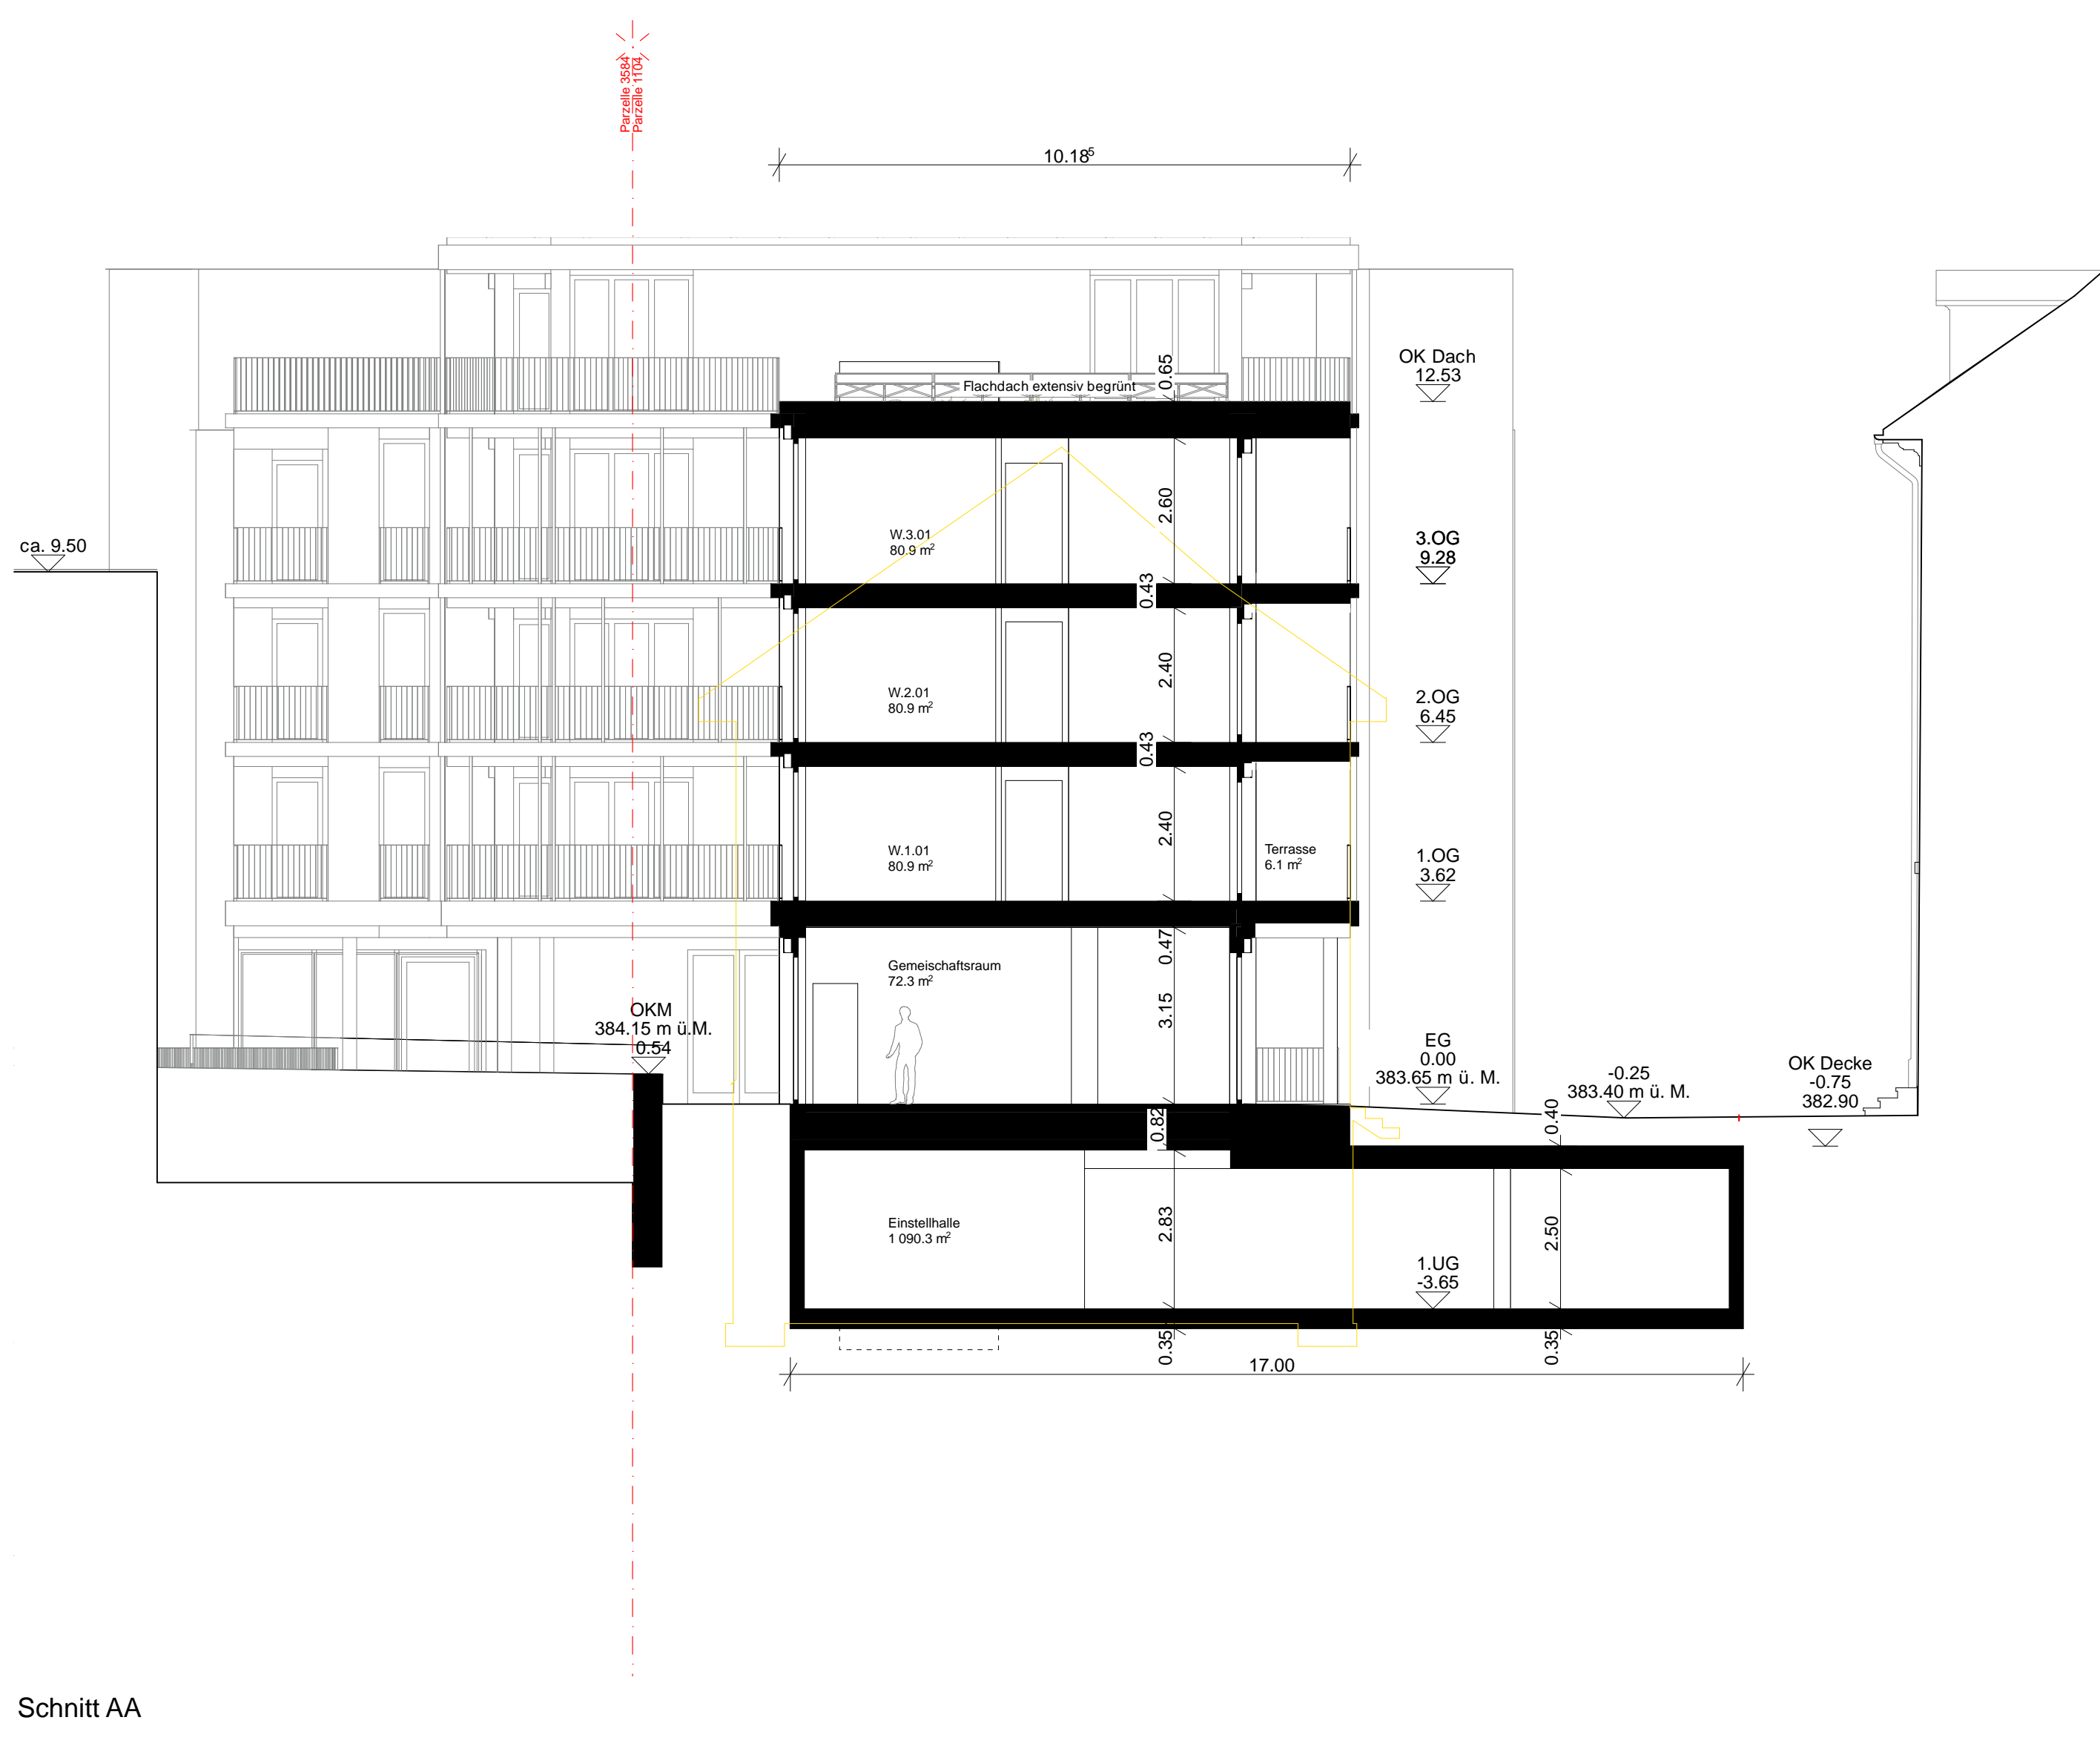 Parzelle 3584
Parzelle 1104
10.18⁵
OK Dach
12.53
0.65
Flachdach extensiv begrünt
ca. 9.50
W.3.01
80.9 m²
2.60
3.OG
9.28
0.43
W.2.01
80.9 m²
2.40
2.OG
6.45
0.43
W.1.01
80.9 m²
2.40
Terrasse
6.1 m²
1.OG
3.62
0.47
Gemeischaftsraum
72.3 m²
3.15
OKM
384.15 m ü.M.
0.54
EG
0.00
383.65 m ü. M.
-0.25
383.40 m ü. M.
OK Decke
-0.75
382.90
0.82
0.40
Einstellhalle
1 090.3 m²
2.83
2.50
1.UG
-3.65
0.35
0.35
17.00
Schnitt AA